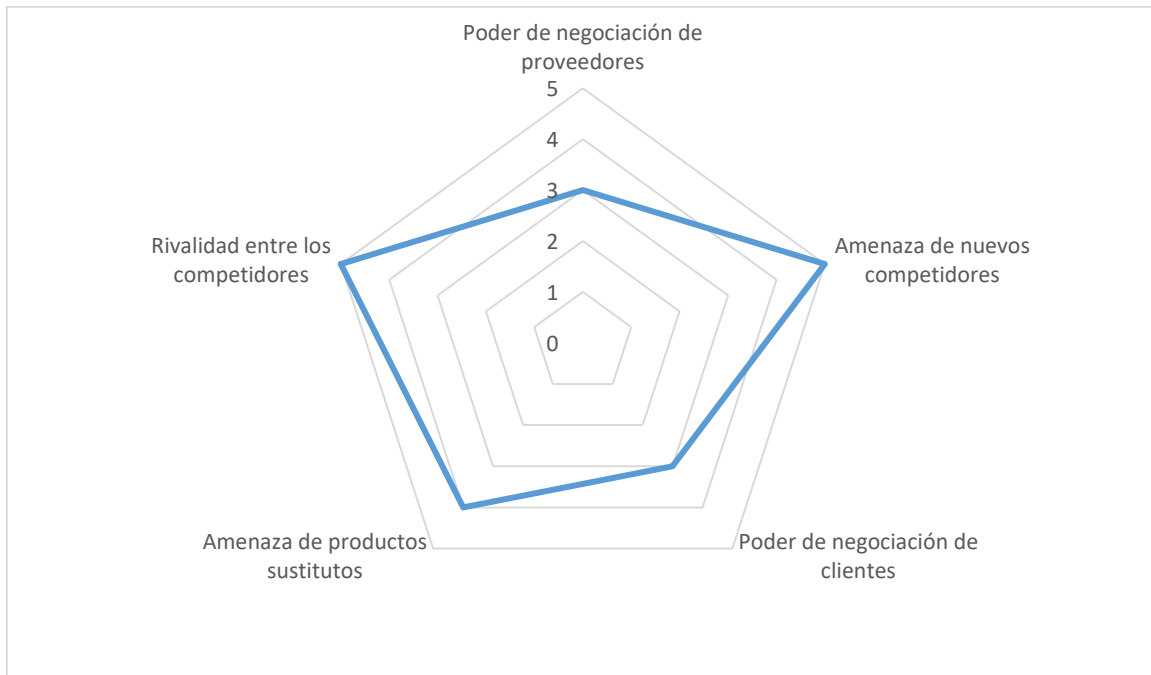 Poder de negociación de
proveedores
5
4
3
2
1
0
Rivalidad entre los
competidores
Amenaza de nuevos
competidores
Amenaza de productos
sustitutos
Poder de negociación de
clientes